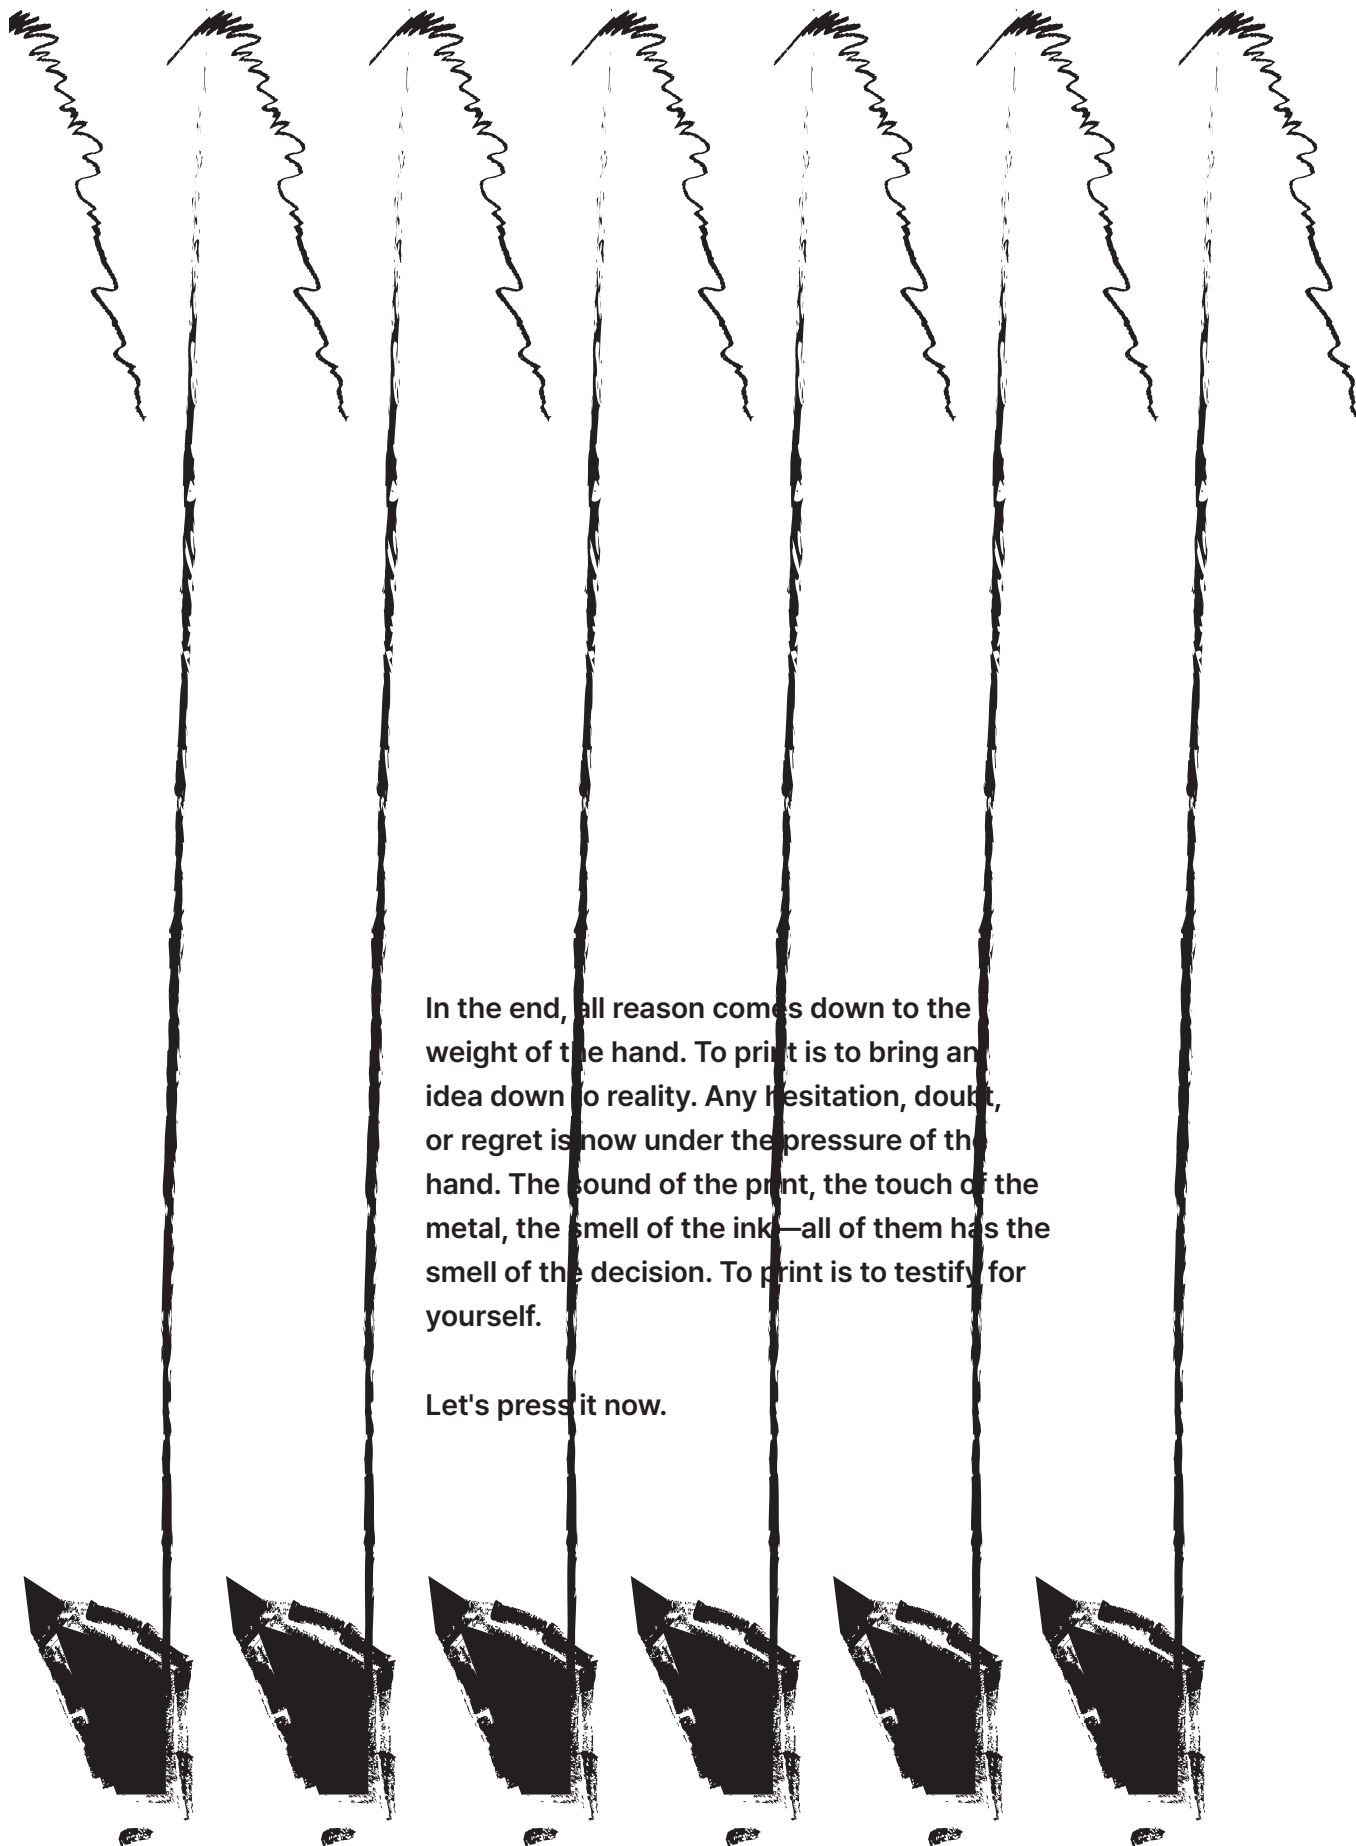 In the end, all reason comes down to the
weight of the hand. To print is to bring an
idea down to reality. Any hesitation, doubt,
or regret is now under the pressure of the
hand. The sound of the print, the touch of the
metal, the smell of the ink—all of them has the
smell of the decision. To print is to testify for
yourself.
Let's press it now.